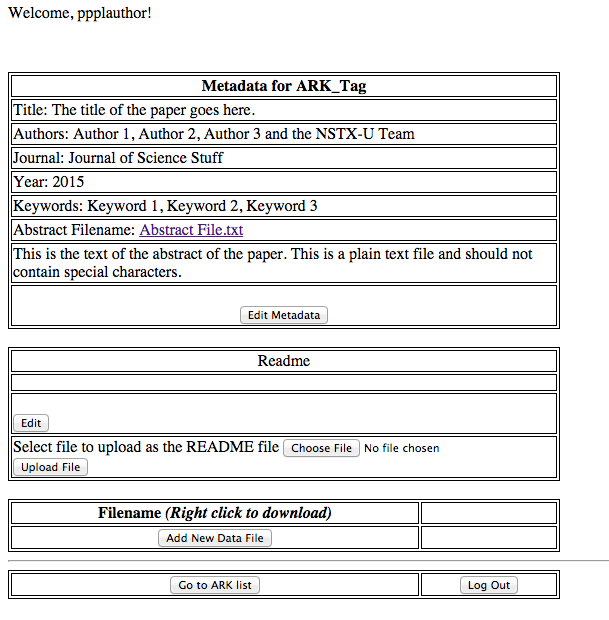 Welcome, ppplauthor!
Metadata for ARK_Tag
Title: The title of the paper goes here.
Authors: Author 1, Author 2, Author 3 and the NSTX-U Team
Journal: Journal of Science Stuff
Year: 2015
Keywords: Keyword 1, Keyword 2, Keyword 3
Abstract Filename: Abstract File.txt
This is the text of the abstract of the paper. This is a plain text file and should not
contain special characters.
Edit Metadata
Readme
Edit
Select file to upload as the README file Choose File No file chosen
Upload File
Filename (Right click to download)
Add New Data File
Go to ARK list Log Out